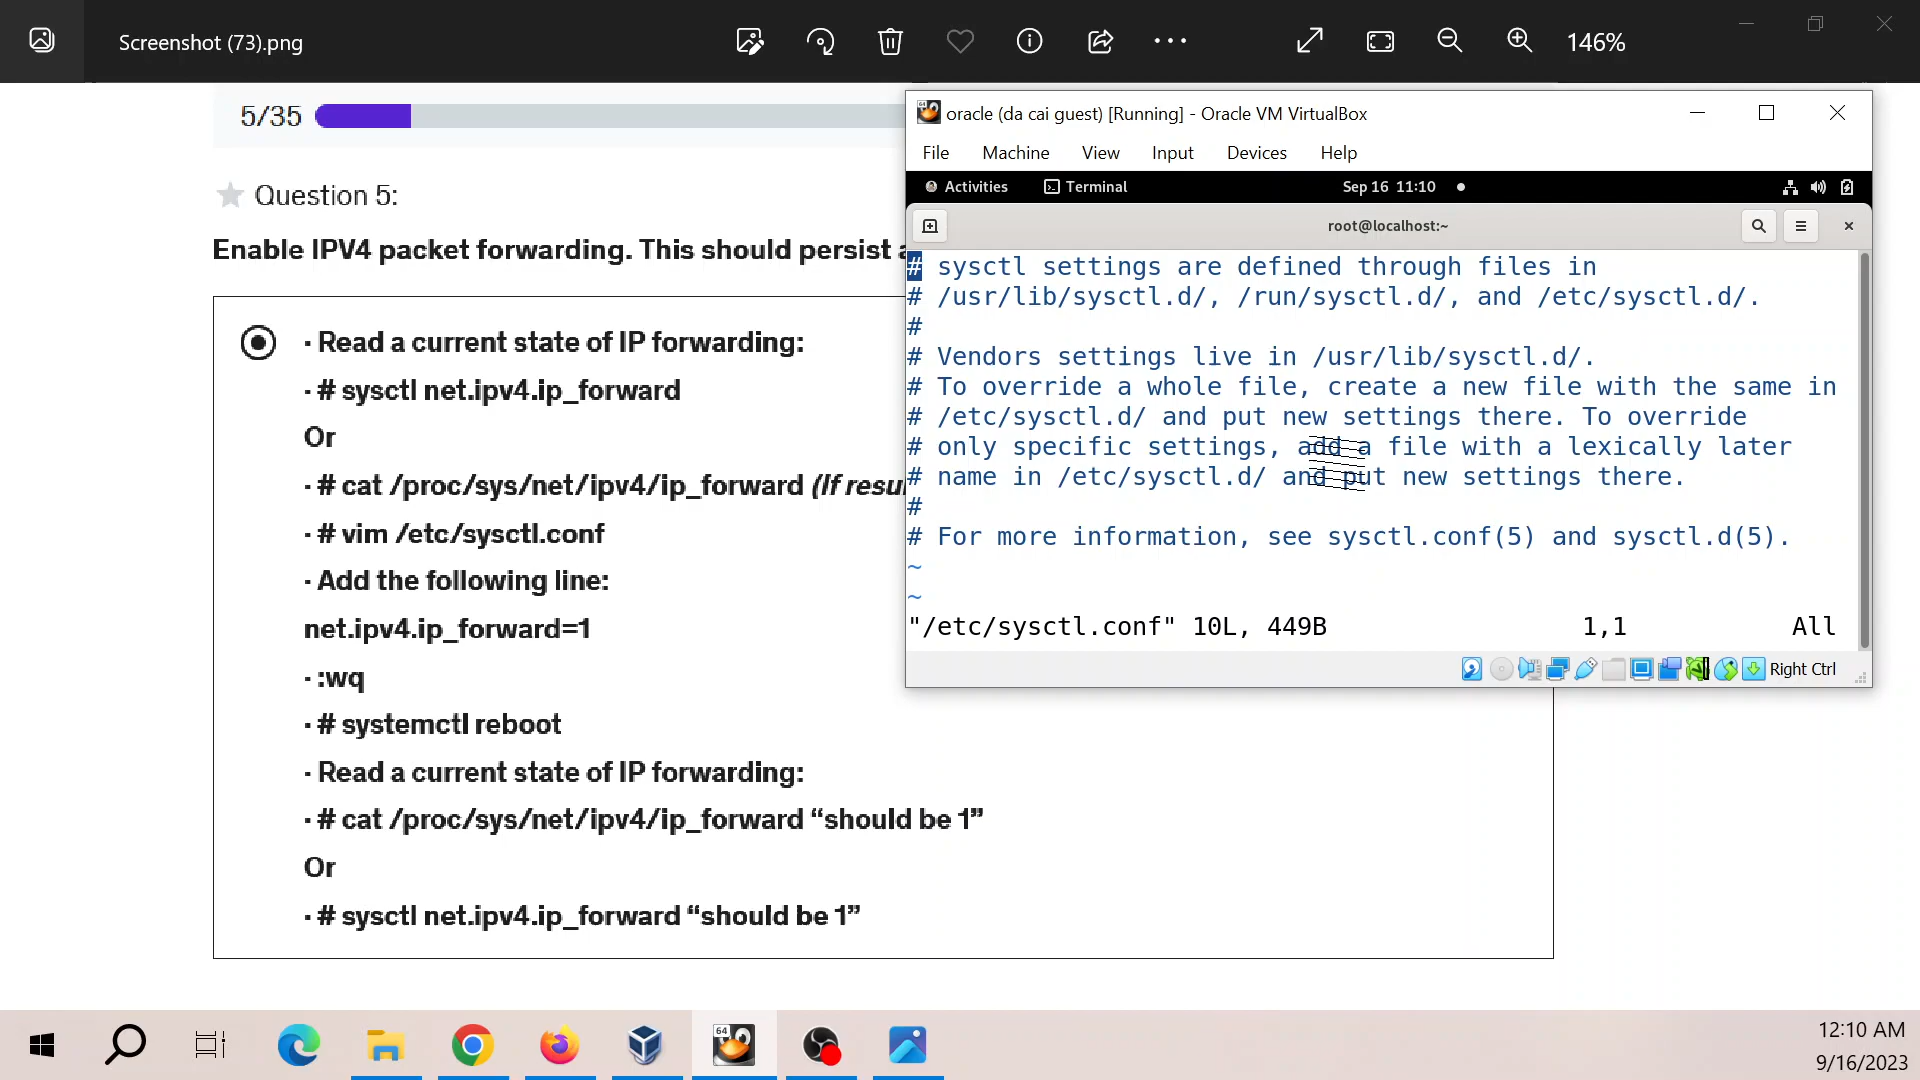 Screenshot (73).png
146%
5/35
Question 5:
Enable IPV4 packet forwarding. This should persist
· Read a current state of IP forwarding:
· # sysctl net.ipv4.ip_forward
Or
· # cat /proc/sys/net/ipv4/ip_forward (If resu
· # vim /etc/sysctl.conf
· Add the following line:
net.ipv4.ip_forward=1
· :wq
· # systemctl reboot
· Read a current state of IP forwarding:
· # cat /proc/sys/net/ipv4/ip_forward “should be 1”
Or
· # sysctl net.ipv4.ip_forward “should be 1”
oracle (da cai guest) [Running] - Oracle VM VirtualBox
File Machine View Input Devices Help
Activities Terminal Sep 16 11:10
root@localhost:~
# sysctl settings are defined through files in
# /usr/lib/sysctl.d/, /run/sysctl.d/, and /etc/sysctl.d/.
#
# Vendors settings live in /usr/lib/sysctl.d/.
# To override a whole file, create a new file with the same in
# /etc/sysctl.d/ and put new settings there. To override
# only specific settings, add a file with a lexically later
# name in /etc/sysctl.d/ and put new settings there.
#
# For more information, see sysctl.conf(5) and sysctl.d(5).
~
~
"/etc/sysctl.conf" 10L, 449B 1,1 All
Right Ctrl
64
12:10 AM
9/16/2023